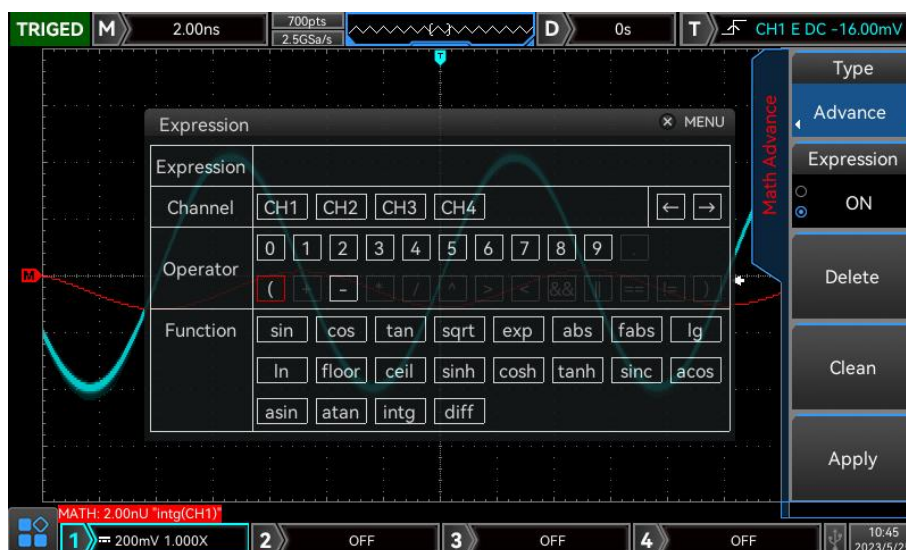 TRIGED M 2.00ns 700pts 2.5GSa/s D 0s T CH1 E DC -16.00mV
T
Type
Advance
Math Advance
Expression
ON
Delete
Clean
Apply
Expression MENU
Expression
Channel CH1 CH2 CH3 CH4 ← →
Operator
0 1 2 3 4 5 6 7 8 9 .
( + - * / ^ > < && || == != )
Function sin cos tan sqrt exp abs fabs lg
ln floor ceil sinh cosh tanh sinc acos
asin atan intg diff
M
MATH: 2.00nU "intg(CH1)"
1 200mV 1.000X 2 OFF 3 OFF 4 OFF
10:45